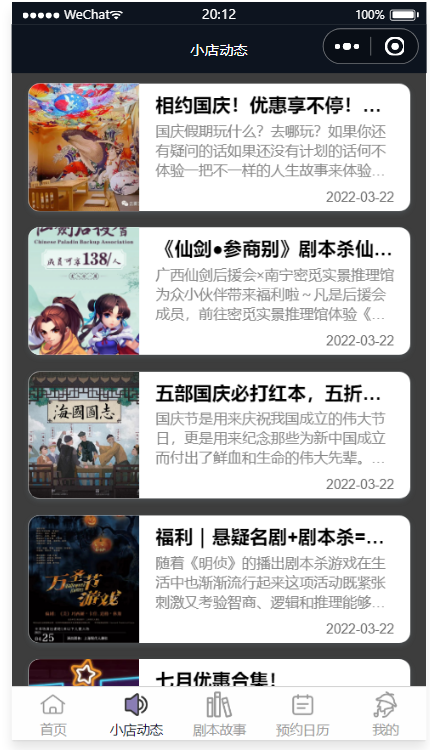 WeChat
20:12
100%
小店动态
相约国庆！优惠享不停！...
国庆假期玩什么？去哪玩？如果你还
有疑问的话如果还没有计划的话何不
体验一把不一样的人生故事来体验...
2022-03-22
Chinese Paladin Backup Association
成员可享138/人
《仙剑●参商别》剧本杀仙...
广西仙剑后援会×南宁密觅实景推理馆
为众小伙伴带来福利啦～凡是后援会
成员，前往密觅实景推理馆体验《...
2022-03-22
海國圖志
五部国庆必打红本，五折...
国庆节是用来庆祝我国成立的伟大节
日，更是用来纪念那些为新中国成立
而付出了鲜血和生命的伟大先辈。...
2022-03-22
万圣节
游戏
25
福利｜悬疑名剧+剧本杀=...
随着《明侦》的播出剧本杀游戏在生
活中也渐渐流行起来这项活动既紧张
刺激又考验智商、逻辑和推理能够...
2022-03-22
七月优惠合集！
首页
小店动态
剧本故事
预约日历
我的